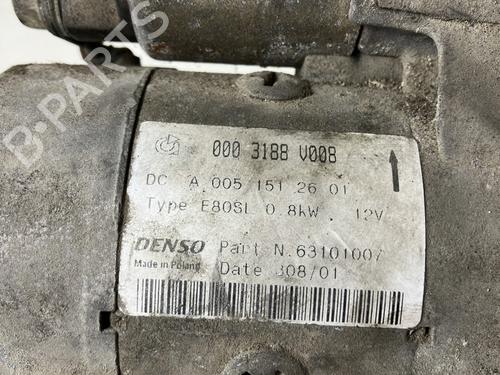 B-PARTS
000 3188 V008
DC A 005 151 26 01
Type E80SL 0.8kW. 12V
DENSO Part N.63101007
Made in Poland Date 308/01